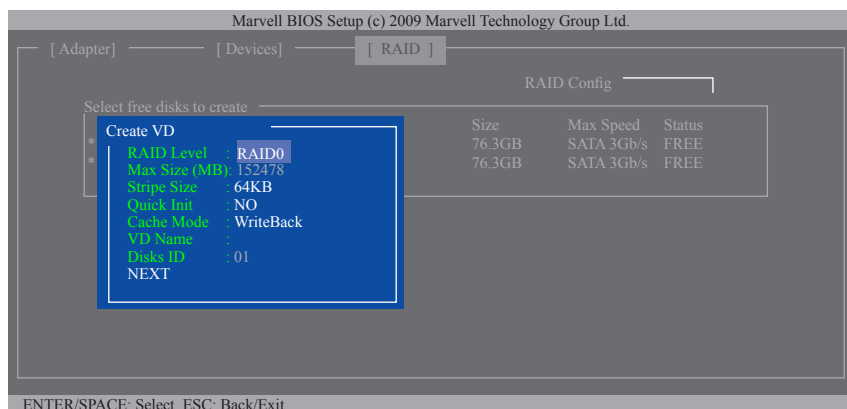 Marvell BIOS Setup (c) 2009 Marvell Technology Group Ltd.
[ Adapter] [ Devices] [ RAID ]
RAID Config
Select free disks to create
Size Max Speed Status
* 76.3GB SATA 3Gb/s FREE
* 76.3GB SATA 3Gb/s FREE
Create VD
RAID Level : RAID0
Max Size (MB): 152478
Stripe Size : 64KB
Quick Init : NO
Cache Mode : WriteBack
VD Name :
Disks ID : 01
NEXT
ENTER/SPACE: Select ESC: Back/Exit